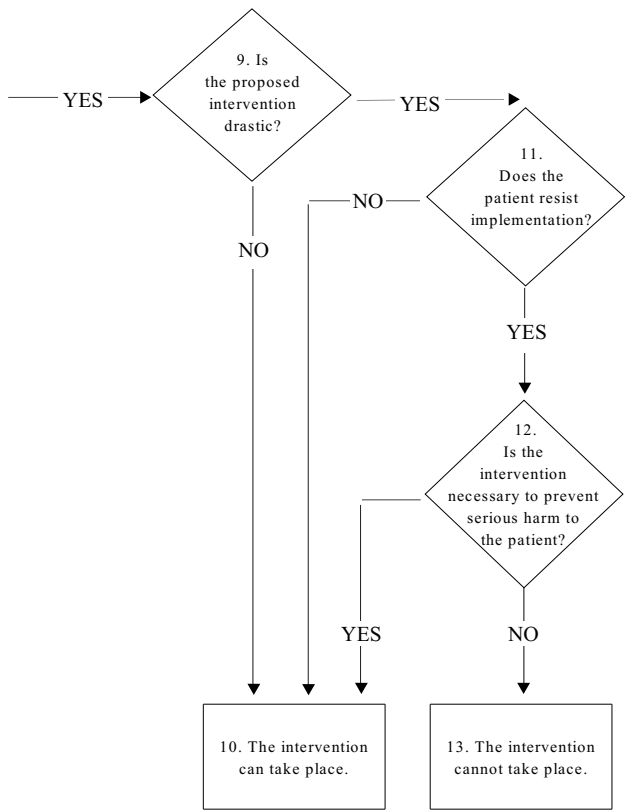 9. Is
the proposed
intervention
drastic?
YES
YES
11.
Does the
patient resist
implementation?
NO
NO
YES
12.
Is the
intervention
necessary to prevent
serious harm to
the patient?
YES
NO
10. The intervention
can take place.
13. The intervention
cannot take place.